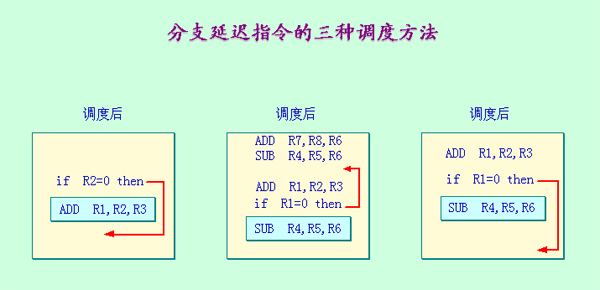 分支延迟指令的三种调度方法
调度后
if R2=0 then
ADD R1,R2,R3
调度后
ADD R7,R8,R6
SUB R4,R5,R6
ADD R1,R2,R3
if R1=0 then
SUB R4,R5,R6
调度后
ADD R1,R2,R3
if R1=0 then
SUB R4,R5,R6